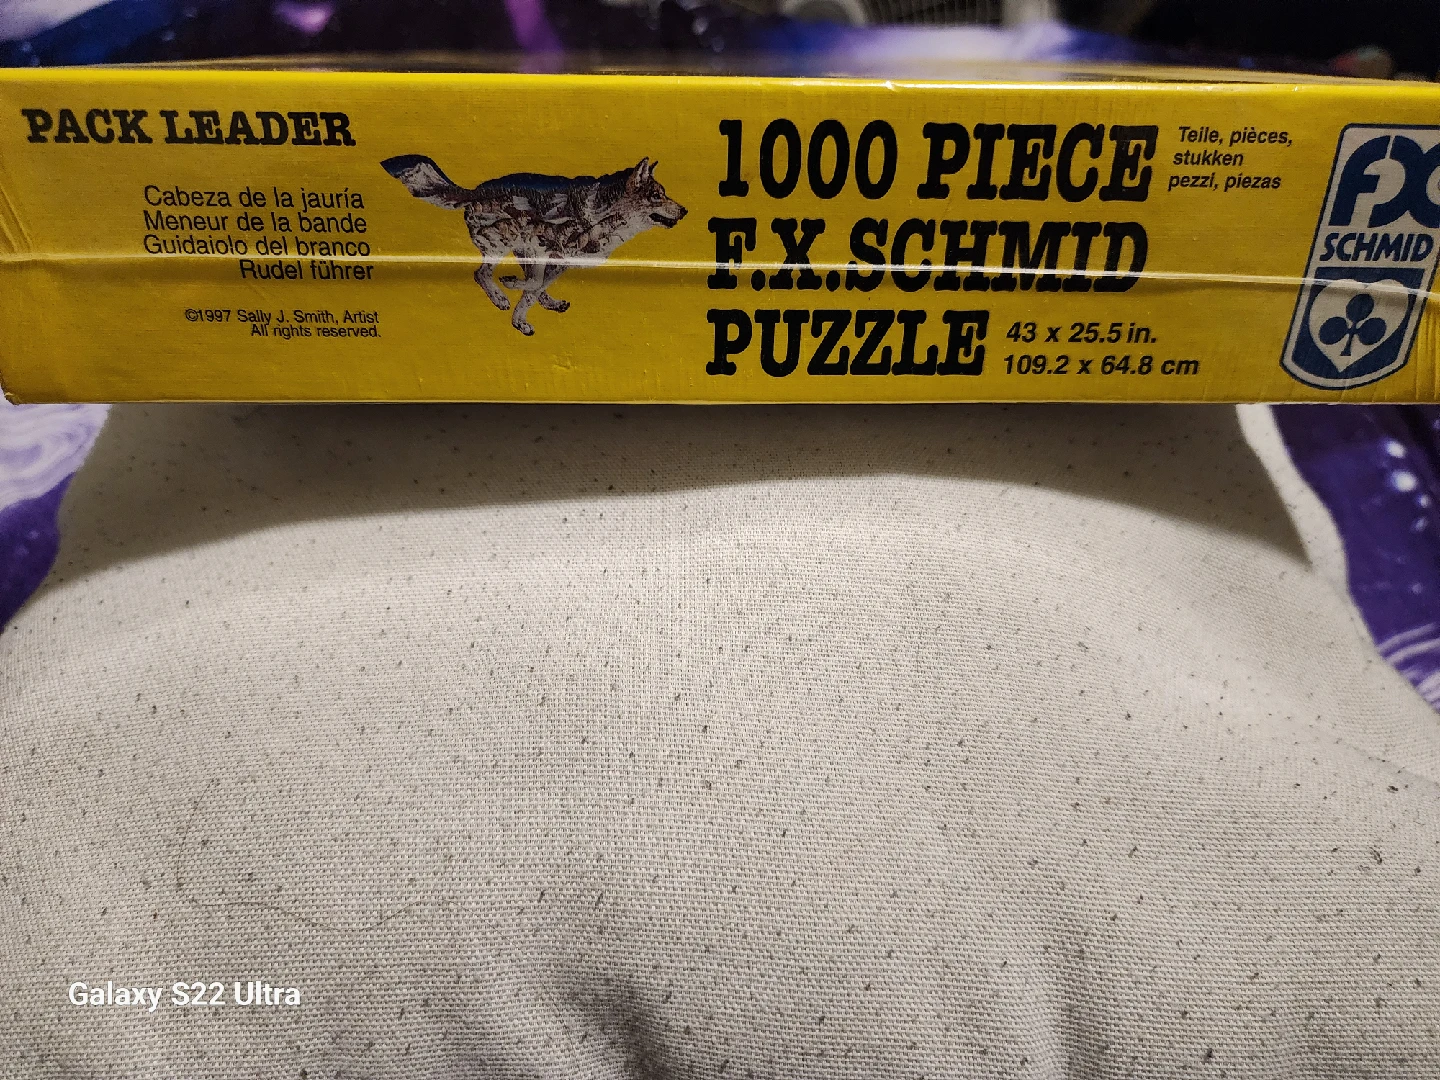 PACK LEADER
Cabeza de la jauría
Meneur de la bande
Guidaiolo del branco
Rudel führer
©1997 Sally J. Smith, Artist
All rights reserved.
1000 PIECE
F.X.SCHMID
PUZZLE
Teile, pièces,
stukken
pezzi, piezas
43 x 25.5 in.
109.2 x 64.8 cm
FX
SCHMID
Galaxy S22 Ultra